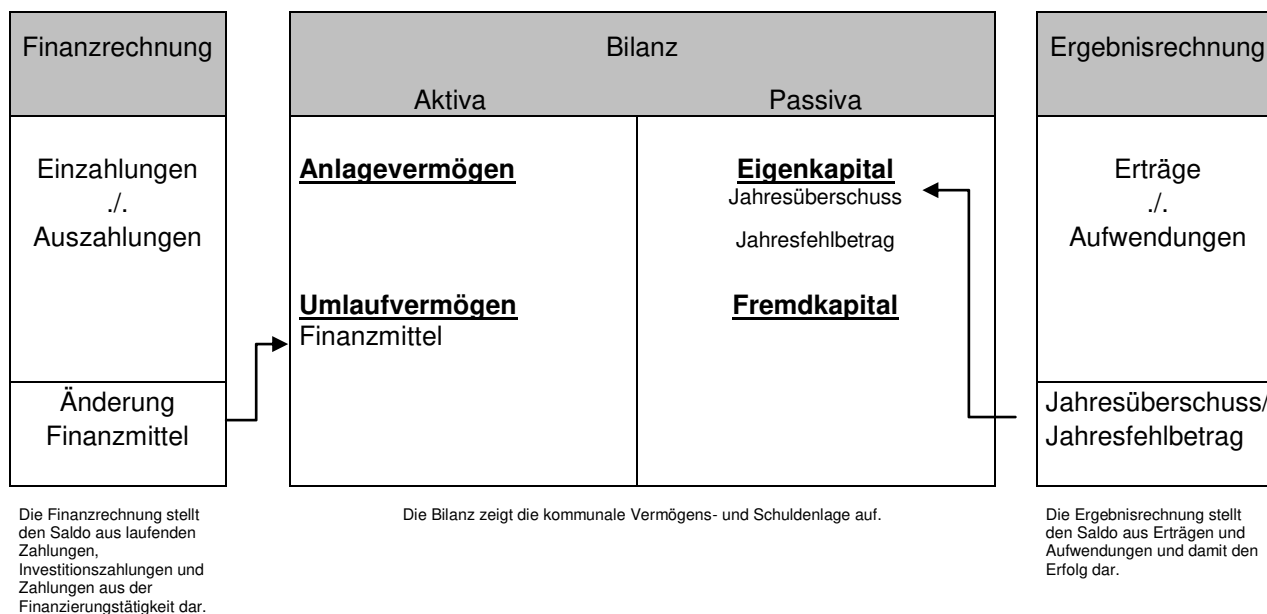 Finanzrechnung
Einzahlungen
./.
Auszahlungen
Änderung
Finanzmittel
Die Finanzrechnung stellt
den Saldo aus laufenden
Zahlungen,
Investitionszahlungen und
Zahlungen aus der
Finanzierungstätigkeit dar.
Bilanz
Aktiva
Passiva
Anlagevermögen
Umlaufvermögen
Finanzmittel
Eigenkapital
Jahresüberschuss
Jahresfehlbetrag
Fremdkapital
Die Bilanz zeigt die kommunale Vermögens- und Schuldenlage auf.
Ergebnisrechnung
Erträge
./.
Aufwendungen
Jahresüberschuss/
Jahresfehlbetrag
Die Ergebnisrechnung stellt
den Saldo aus Erträgen und
Aufwendungen und damit den
Erfolg dar.